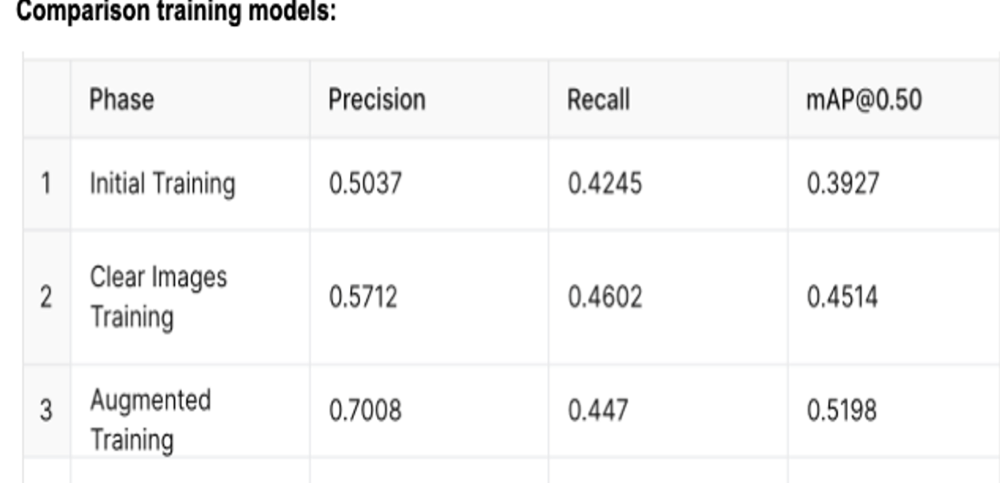 Comparison training models:
Phase Precision Recall mAP@0.50
1 Initial Training 0.5037 0.4245 0.3927
2 Clear Images Training 0.5712 0.4602 0.4514
3 Augmented Training 0.7008 0.447 0.5198